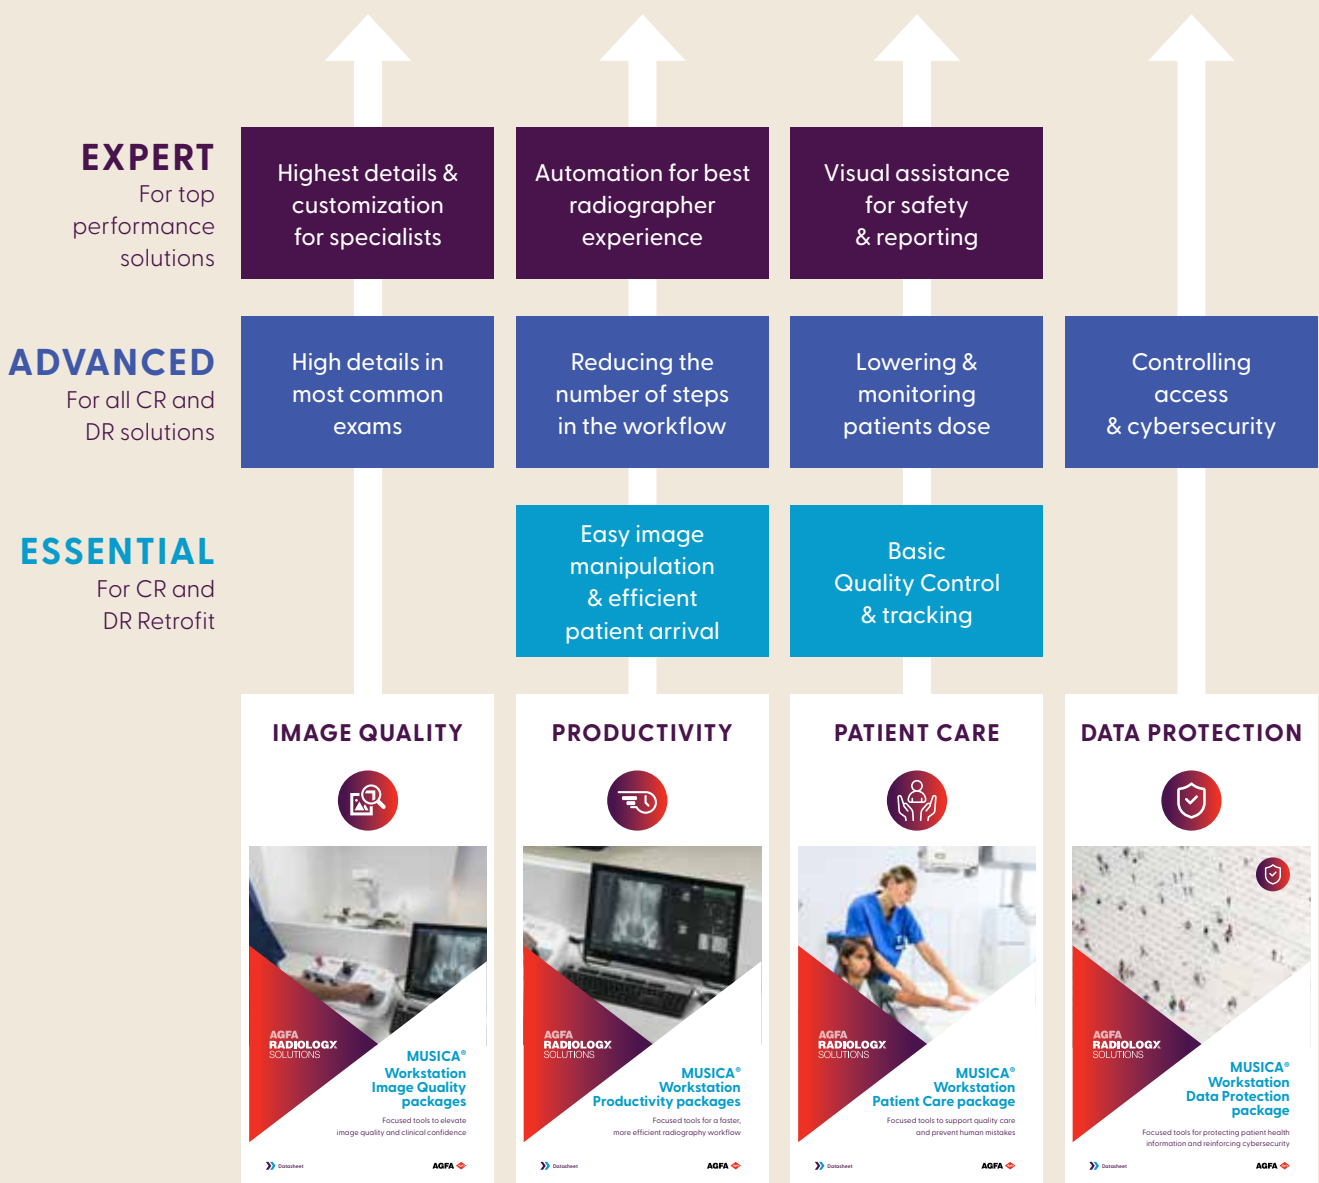 EXPERT
For top
performance
solutions
Highest details &
customization
for specialists
Automation for best
radiographer
experience
Visual assistance
for safety
& reporting
ADVANCED
For all CR and
DR solutions
High details in
most common
exams
Reducing the
number of steps
in the workflow
Lowering &
monitoring
patients dose
Controlling
access
& cybersecurity
ESSENTIAL
For CR and
DR Retrofit
Easy image
manipulation
& efficient
patient arrival
Basic
Quality Control
& tracking
IMAGE QUALITY
AGFA
RADIOLOGY
SOLUTIONS
MUSICA®
Workstation
Image Quality
packages
Focused tools to elevate
image quality and clinical confidence
Datasheet
AGFA
PRODUCTIVITY
AGFA
RADIOLOGY
SOLUTIONS
MUSICA®
Workstation
Productivity packages
Focused tools for a faster,
more efficient radiography workflow
Datasheet
AGFA
PATIENT CARE
AGFA
RADIOLOGY
SOLUTIONS
MUSICA®
Workstation
Patient Care package
Focused tools to support quality care
and prevent human mistakes
Datasheet
AGFA
DATA PROTECTION
AGFA
RADIOLOGY
SOLUTIONS
MUSICA®
Workstation
Data Protection
package
Focused tools for protecting patient health
information and reinforcing cybersecurity
Datasheet
AGFA